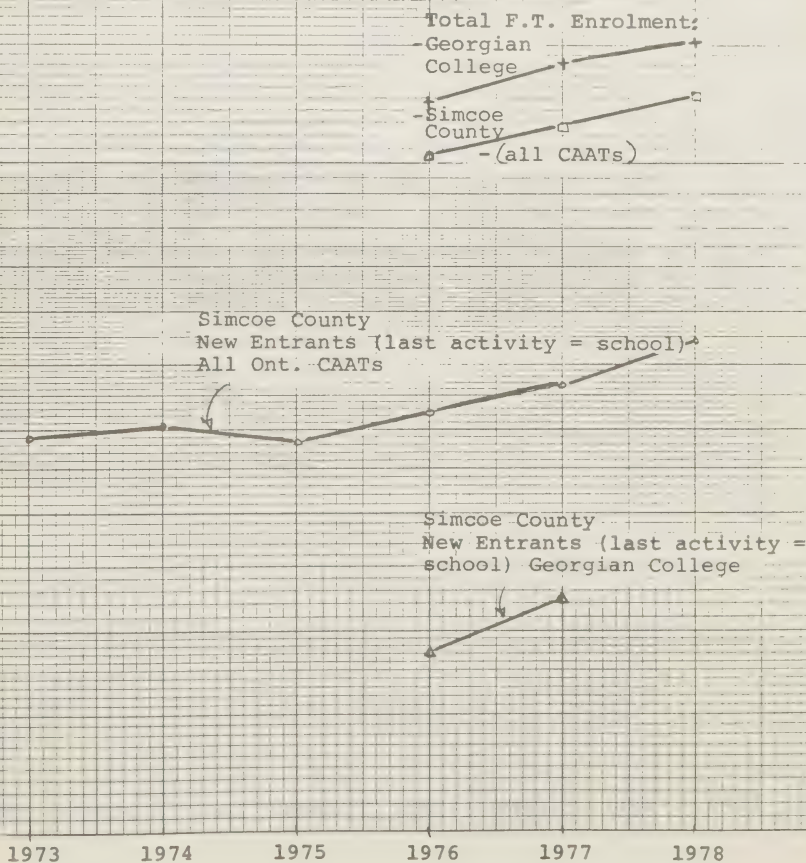 Total F.T. Enrolment:
-Georgian
College
-Simcoe
County
-(all CAATs)
Simcoe County
New Entrants (last activity = school)
All Ont. CAATs
Simcoe County
New Entrants (last activity =
school) Georgian College
1973 1974 1975 1976 1977 1978